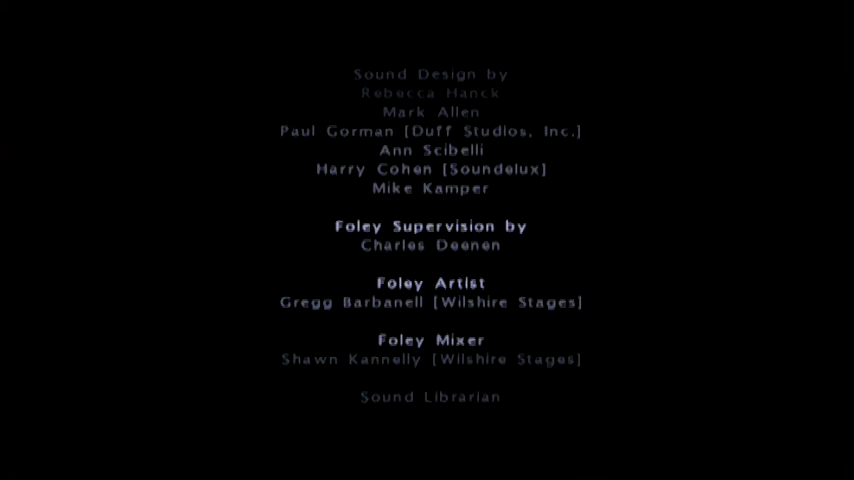 Sound Design by
Rebecca Hanck
Mark Allen
Paul Gorman [Duff Studios, Inc.]
Ann Scibelli
Harry Cohen [Soundelux]
Mike Kamper
Foley Supervision by
Charles Deenen
Foley Artist
Gregg Barbanell [Wilshire Stages]
Foley Mixer
Shawn Kannelly [Wilshire Stages]
Sound Librarian